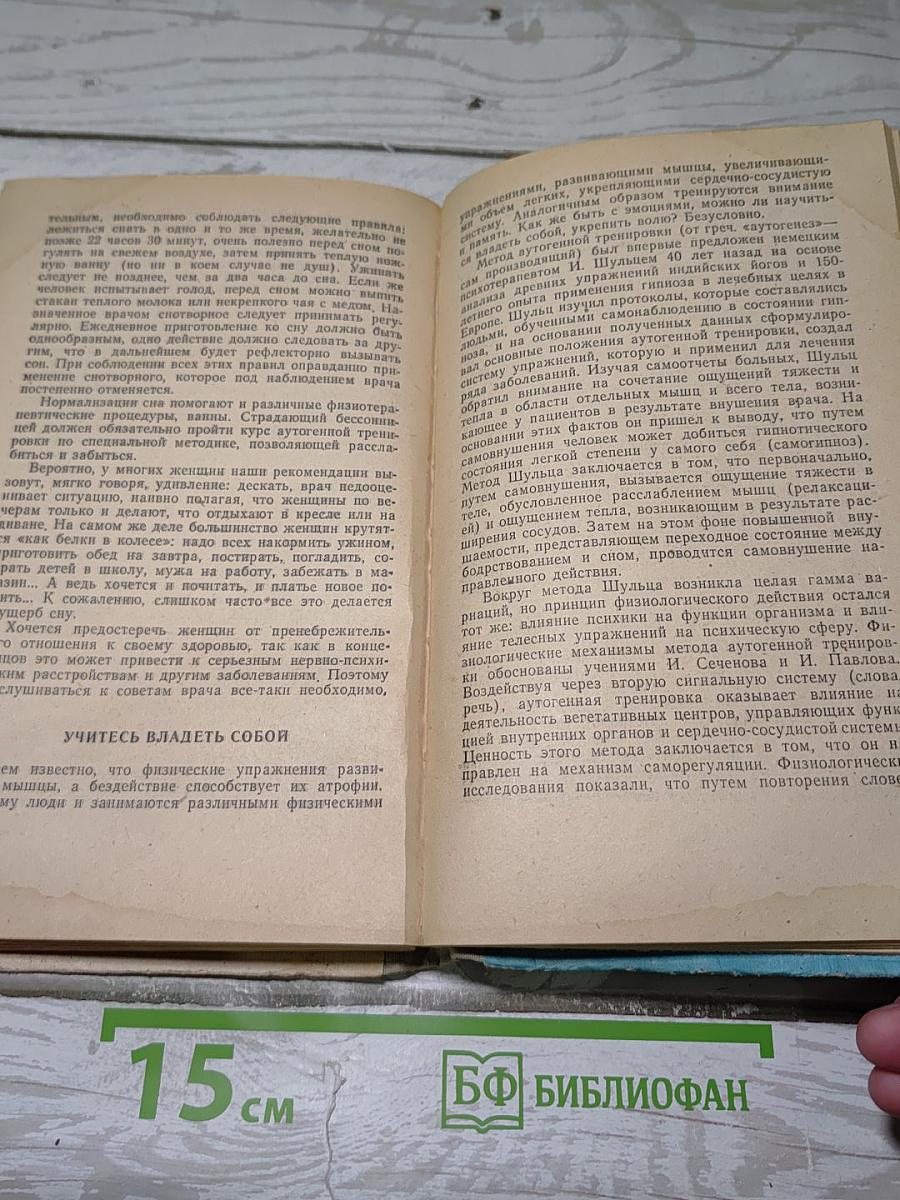 тельным, необходимо соблюдать следующие правила:
ложиться спать в одно и то же время, желательно не
позже 22 часов 30 минут, очень полезно перед сном по-
гулять на свежем воздухе, затем принять теплую нож-
ную ванну (но ни в коем случае не душ). Ужинать
следует не позднее, чем за два часа до сна. Если же
человек испытывает голод, перед сном можно выпить
стакан теплого молока или некрепкого чая с медом. На-
значенное врачом снотворное следует принимать регу-
лярно. Ежедневное приготовление ко сну должно быть
однообразным, одно действие должно следовать за дру-
гим, что в дальнейшем будет рефлекторно вызывать
сон. При соблюдении всех этих правил оправданно при-
менение снотворного, которое под наблюдением врача
постепенно отменяется.
Нормализации сна помогают и различные физиотера-
певтические процедуры, ванны. Страдающий бессонни-
цей должен обязательно пройти курс аутогенной трени-
ровки по специальной методике, позволяющей рассла-
биться и забыться.
Вероятно, у многих женщин наши рекомендации вы-
зовут, мягко говоря, удивление: дескать, врач недооце-
нивает ситуацию, наивно полагая, что женщины по ве-
черам только и делают, что отдыхают в кресле или на
диване. На самом же деле большинство женщин крутят-
ся «как белки в колесе»: надо всех накормить ужином,
приготовить обед на завтра, постирать, погладить, со-
рать детей в школу, мужа на работу, забежать в ма-
азин... А ведь хочется и почитать, и платье новое по-
ить... К сожалению, слишком часто все это делается
ущерб сну.
Хочется предостеречь женщин от пренебрежитель-
го отношения к своему здоровью, так как в конце-
нцов это может привести к серьезным нервно-психи-
ким расстройствам и другим заболеваниям. Поэтому
слушиваться к советам врача все-таки необходимо,
УЧИТЕСЬ ВЛАДЕТЬ СОБОЙ
ем известно, что физические упражнения разви-
мышцы, а бездействие способствует их атрофии.
му люди и занимаются различными физическими
упражнениями, развивающими мышцы, увеличивающи-
ми объем легких, укрепляющими сердечно-сосудистую
систему. Аналогичным образом тренируются внимание
и память. Как же быть с эмоциями, можно ли научить-
ся владеть собой, укрепить волю? Безусловно.
Метод аутогенной тренировки (от греч. «аутогенез»—
сам производящий) был впервые предложен немецким
психотерапевтом И. Шульцем 40 лет назад на основе
анализа древних упражнений индийских йогов и 150-
летнего опыта применения гипноза в лечебных целях в
Европе. Шульц изучил протоколы, которые составлялись
людьми, обученными самонаблюдению в состоянии гип-
ноза, и на основании полученных данных сформулиро-
вал основные положения аутогенной тренировки, создал
систему упражнений, которую и применил для лечения
ряда заболеваний. Изучая самоотчеты больных, Шульц
обратил внимание на сочетание ощущений тяжести и
тепла в области отдельных мышц и всего тела, возни-
кающее у пациентов в результате внушения врача. На
основании этих фактов он пришел к выводу, что путем
самовнушения человек может добиться гипнотического
состояния легкой степени у самого себя (самогипноз).
Метод Шульца заключается в том, что первоначально,
путем самовнушения, вызывается ощущение тяжести в
теле, обусловленное расслаблением мышц (релаксаци-
ей) и ощущением тепла, возникающим в результате рас-
ширения сосудов. Затем на этом фоне повышенной вну-
шаемости, представляющем переходное состояние между
бодрствованием и сном, проводится самовнушение на-
правленного действия.
Вокруг метода Шульца возникла целая гамма ва-
риаций, но принцип физиологического действия остался
тот же: влияние психики на функции организма и вли-
яние телесных упражнений на психическую сферу. Фи-
зиологические механизмы метода аутогенной трениров-
ки обоснованы учениями И. Сеченова и И. Павлова.
Воздействуя через вторую сигнальную систему (слова,
речь), аутогенная тренировка оказывает влияние на
деятельность вегетативных центров, управляющих функ
цией внутренних органов и сердечно-сосудистой системы
Ценность этого метода заключается в том, что он н
правлен на механизм саморегуляции. Физиологически
исследования показали, что путем повторения слове
15 см
БФ БИБЛИОФАН